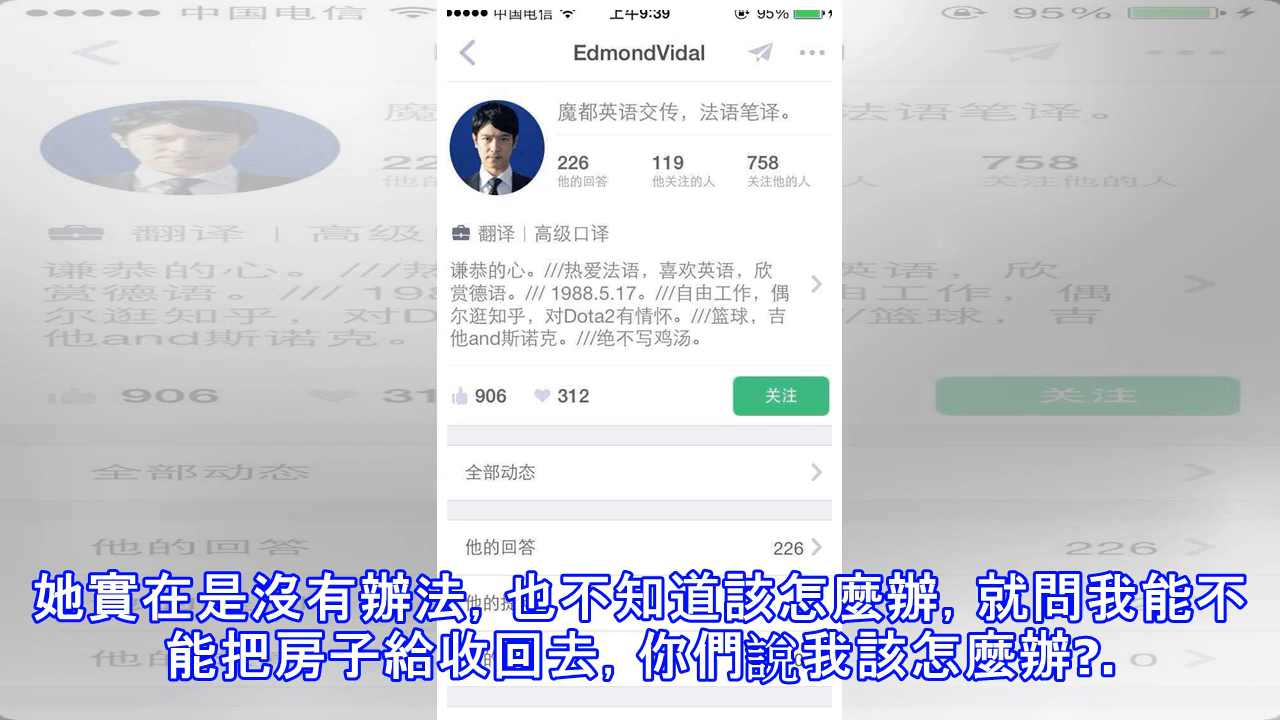 中国电信 上午9:39 95%
EdmondVidal
魔都英语交传，法语笔译。
226 119 758
他的回答 他关注的人 关注他的人
翻译 | 高级口译
谦恭的心。///热爱法语，喜欢英语，欣
赏德语。/// 1988.5.17。///自由工作，偶
尔逛知乎，对Dota2有情怀。///篮球，吉
他and斯诺克。///绝不写鸡汤。
906 312 关注
全部动态
他的回答 226
他的
她實在是沒有辦法, 也不知道該怎麼辦, 就問我能不
能把房子給收回去, 你們說我該怎麼辦?.